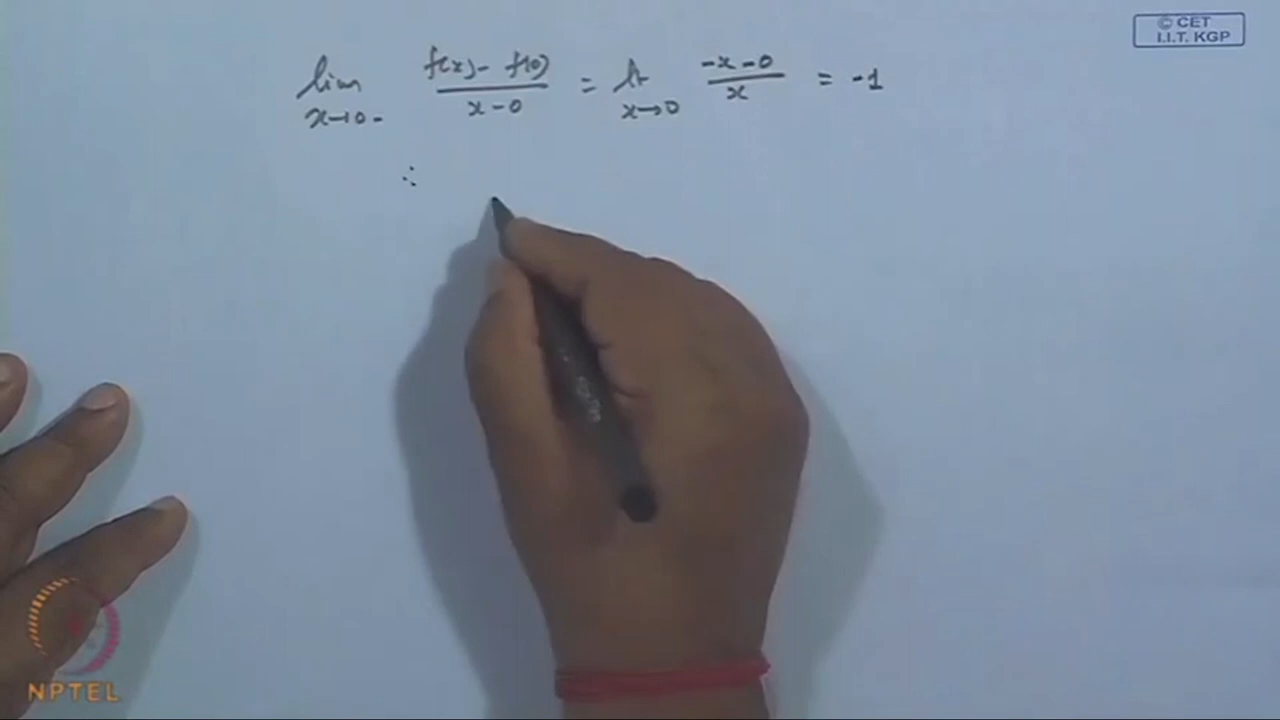 © CET
I.I.T. KGP
lim x→0- f(x) - f(0) / x-0 = lt x→0 -x-0 / x = -1
∴
NPTEL